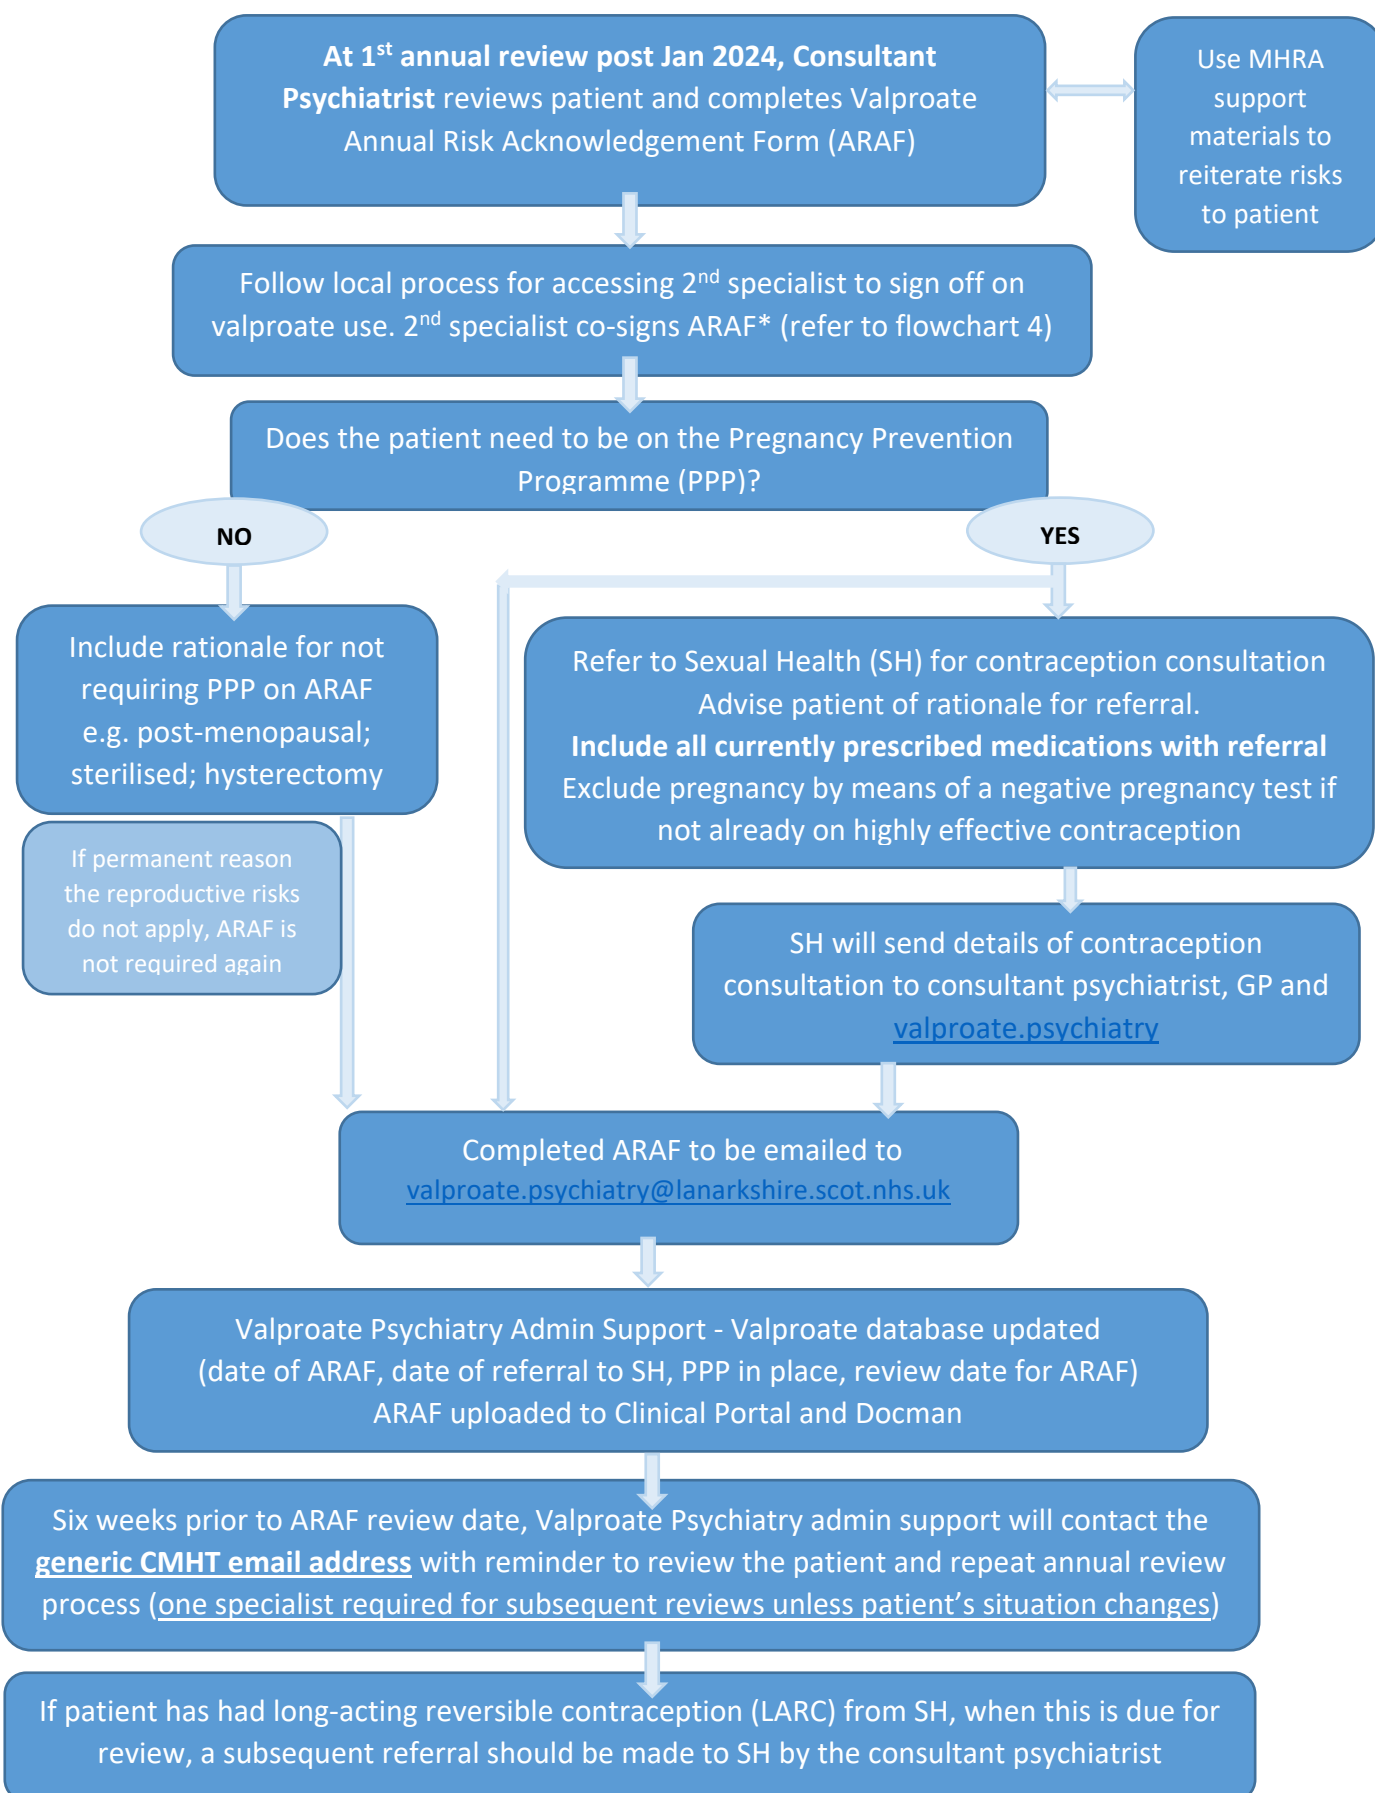 At 1st annual review post Jan 2024, Consultant
Psychiatrist reviews patient and completes Valproate
Annual Risk Acknowledgement Form (ARAF)
Use MHRA
support
materials to
reiterate risks
to patient
Follow local process for accessing 2nd specialist to sign off on
valproate use. 2nd specialist co-signs ARAF* (refer to flowchart 4)
Does the patient need to be on the Pregnancy Prevention
Programme (PPP)?
NO
YES
Include rationale for not
requiring PPP on ARAF
e.g. post-menopausal;
sterilised; hysterectomy
If permanent reason
the reproductive risks
do not apply, ARAF is
not required again
Refer to Sexual Health (SH) for contraception consultation
Advise patient of rationale for referral.
Include all currently prescribed medications with referral
Exclude pregnancy by means of a negative pregnancy test if
not already on highly effective contraception
SH will send details of contraception
consultation to consultant psychiatrist, GP and
valproate.psychiatry
Completed ARAF to be emailed to
valproate.psychiatry@lanarkshire.scot.nhs.uk
Valproate Psychiatry Admin Support - Valproate database updated
(date of ARAF, date of referral to SH, PPP in place, review date for ARAF)
ARAF uploaded to Clinical Portal and Docman
Six weeks prior to ARAF review date, Valproate Psychiatry admin support will contact the
generic CMHT email address with reminder to review the patient and repeat annual review
process (one specialist required for subsequent reviews unless patient's situation changes)
If patient has had long-acting reversible contraception (LARC) from SH, when this is due for
review, a subsequent referral should be made to SH by the consultant psychiatrist